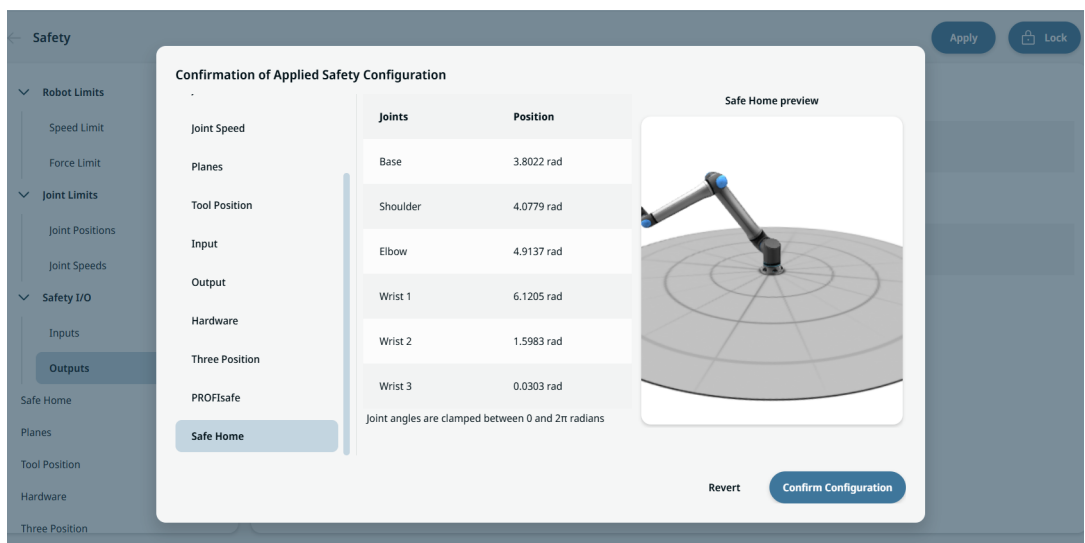 Safety
Apply
Lock
Robot Limits
Speed Limit
Force Limit
Joint Limits
Joint Positions
Joint Speeds
Safety I/O
Inputs
Outputs
Safe Home
Planes
Tool Position
Hardware
Three Position
Confirmation of Applied Safety Configuration
Joint Speed
Planes
Tool Position
Input
Output
Hardware
Three Position
PROFIsafe
Safe Home
Joints Position
Base 3.8022 rad
Shoulder 4.0779 rad
Elbow 4.9137 rad
Wrist 1 6.1205 rad
Wrist 2 1.5983 rad
Wrist 3 0.0303 rad
Joint angles are clamped between 0 and 2π radians
Safe Home preview
Revert
Confirm Configuration